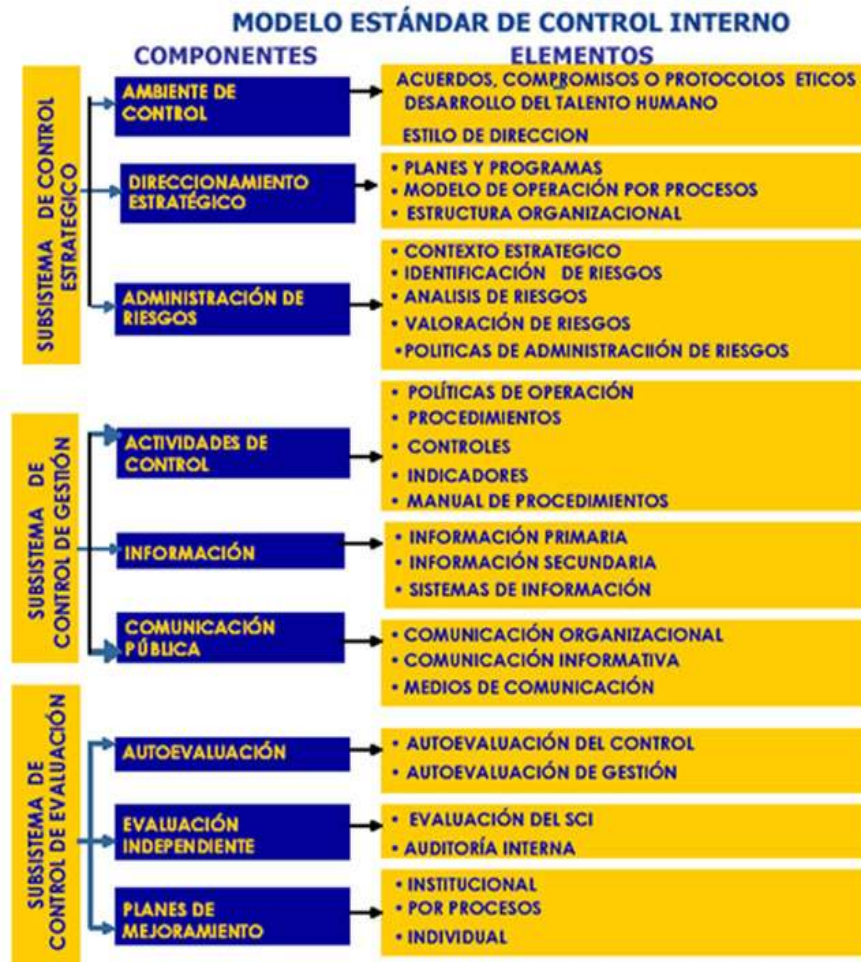 MODELO ESTÁNDAR DE CONTROL INTERNO
COMPONENTES
ELEMENTOS
SUBSISTEMA DE CONTROL
ESTRATEGICO
AMBIENTE DE
CONTROL
ACUERDOS, COMPROMISOS O PROTOCOLOS ETICOS
DESARROLLO DEL TALENTO HUMANO
ESTILO DE DIRECCION
DIRECCIONAMIENTO
ESTRATÉGICO
• PLANES Y PROGRAMAS
• MODELO DE OPERACIÓN POR PROCESOS
• ESTRUCTURA ORGANIZACIONAL
ADMINISTRACIÓN DE
RIESGOS
• CONTEXTO ESTRATEGICO
• IDENTIFICACIÓN DE RIESGOS
• ANALISIS DE RIESGOS
• VALORACIÓN DE RIESGOS
• POLITICAS DE ADMINISTRACIIÓN DE RIESGOS
SUBSISTEMA DE
CONTROL DE GESTIÓN
ACTIVIDADES DE
CONTROL
• POLÍTICAS DE OPERACIÓN
• PROCEDIMIENTOS
• CONTROLES
• INDICADORES
• MANUAL DE PROCEDIMIENTOS
INFORMACIÓN
• INFORMACIÓN PRIMARIA
• INFORMACIÓN SECUNDARIA
• SISTEMAS DE INFORMACIÓN
COMUNICACIÓN
PÚBLICA
• COMUNICACIÓN ORGANIZACIONAL
• COMUNICACIÓN INFORMATIVA
• MEDIOS DE COMUNICACIÓN
SUBSISTEMA DE
CONTROL DE EVALUACIÓN
AUTOEVALUACIÓN
• AUTOEVALUACIÓN DEL CONTROL
• AUTOEVALUACIÓN DE GESTIÓN
EVALUACIÓN
INDEPENDIENTE
• EVALUACIÓN DEL SCI
• AUDITORÍA INTERNA
PLANES DE
MEJORAMIENTO
• INSTITUCIONAL
• POR PROCESOS
• INDIVIDUAL